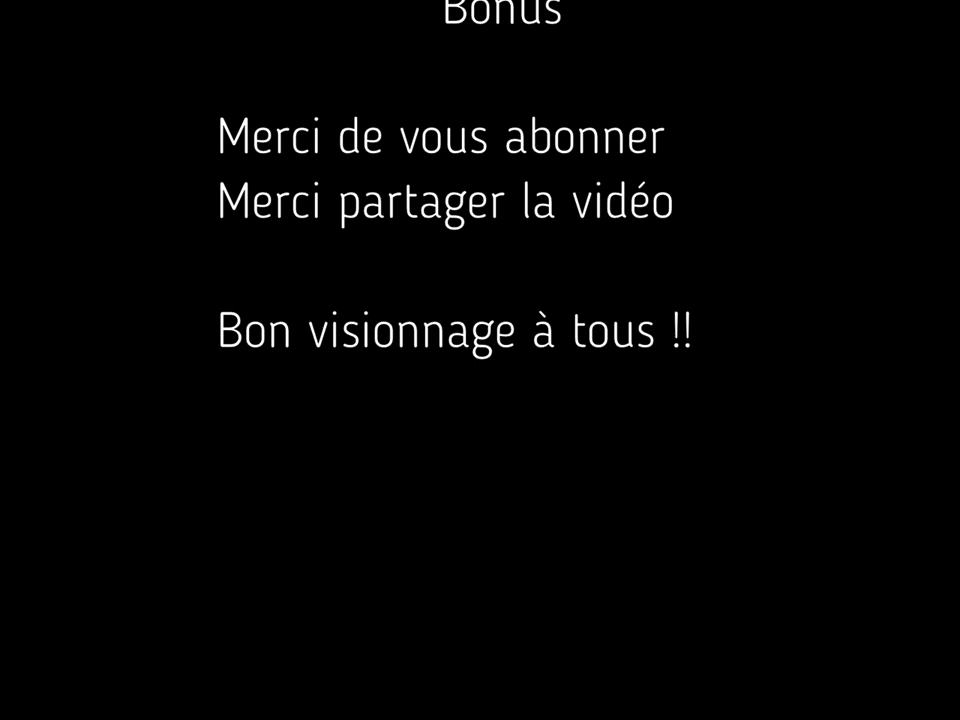 Bonus
Merci de vous abonner
Merci partager la vidéo
Bon visionnage à tous !!